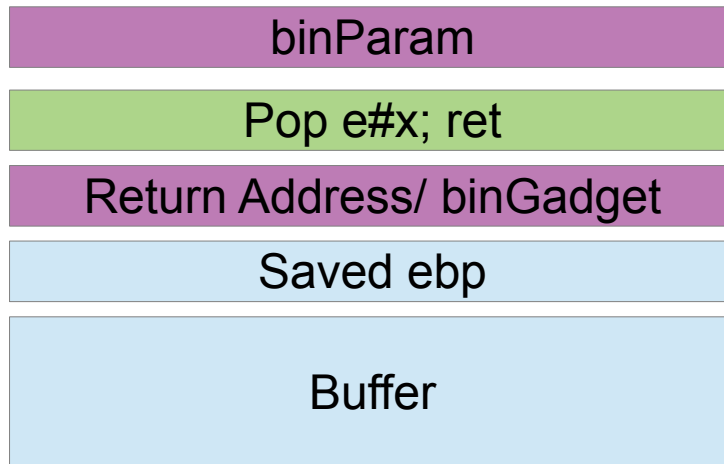 binParam
Pop e#x; ret
Return Address/ binGadget
Saved ebp
Buffer